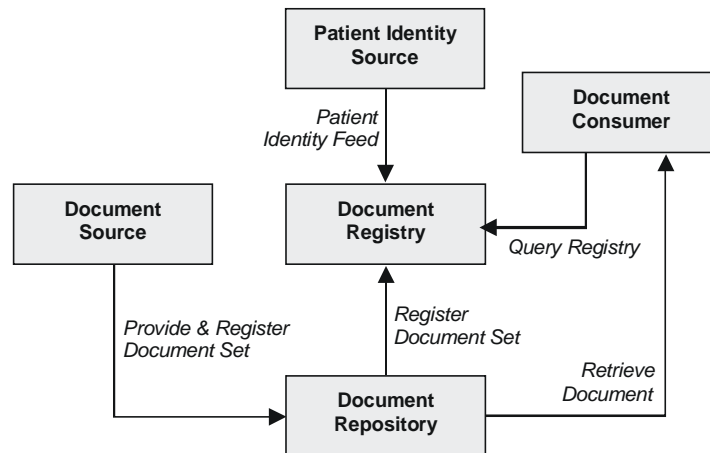 Patient Identity
Source
Document
Consumer
Patient
Identity Feed
Document
Source
Document
Registry
Query Registry
Provide & Register
Document Set
Register
Document Set
Retrieve
Document
Document
Repository